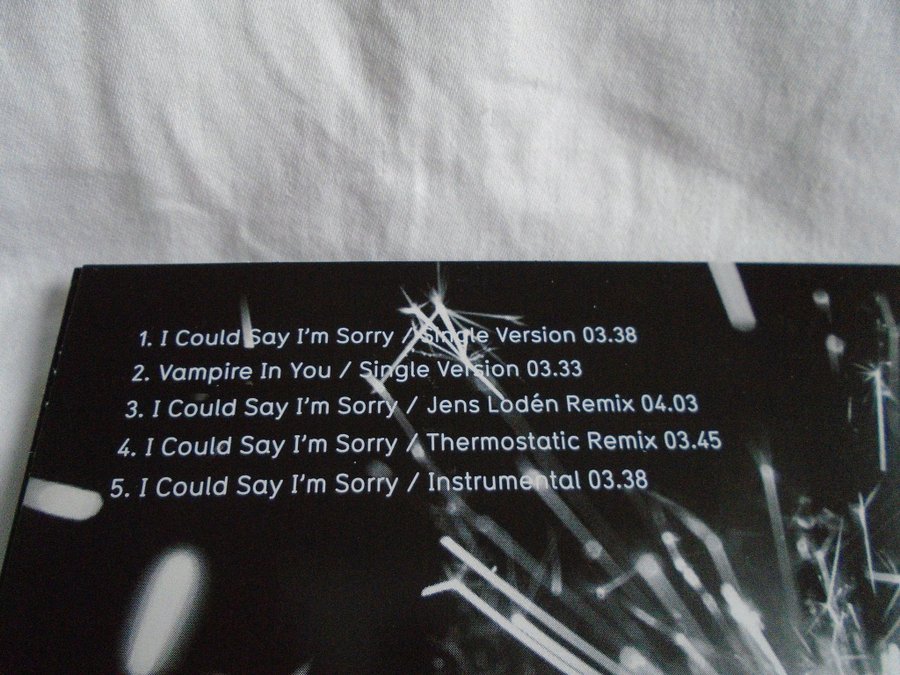 1. I Could Say I'm Sorry / Single Version 03.38
2. Vampire In You / Single Version 03.33
3. I Could Say I'm Sorry / Jens Lodén Remix 04.03
4. I Could Say I'm Sorry / Thermostatic Remix 03.45
5. I Could Say I'm Sorry / Instrumental 03.38